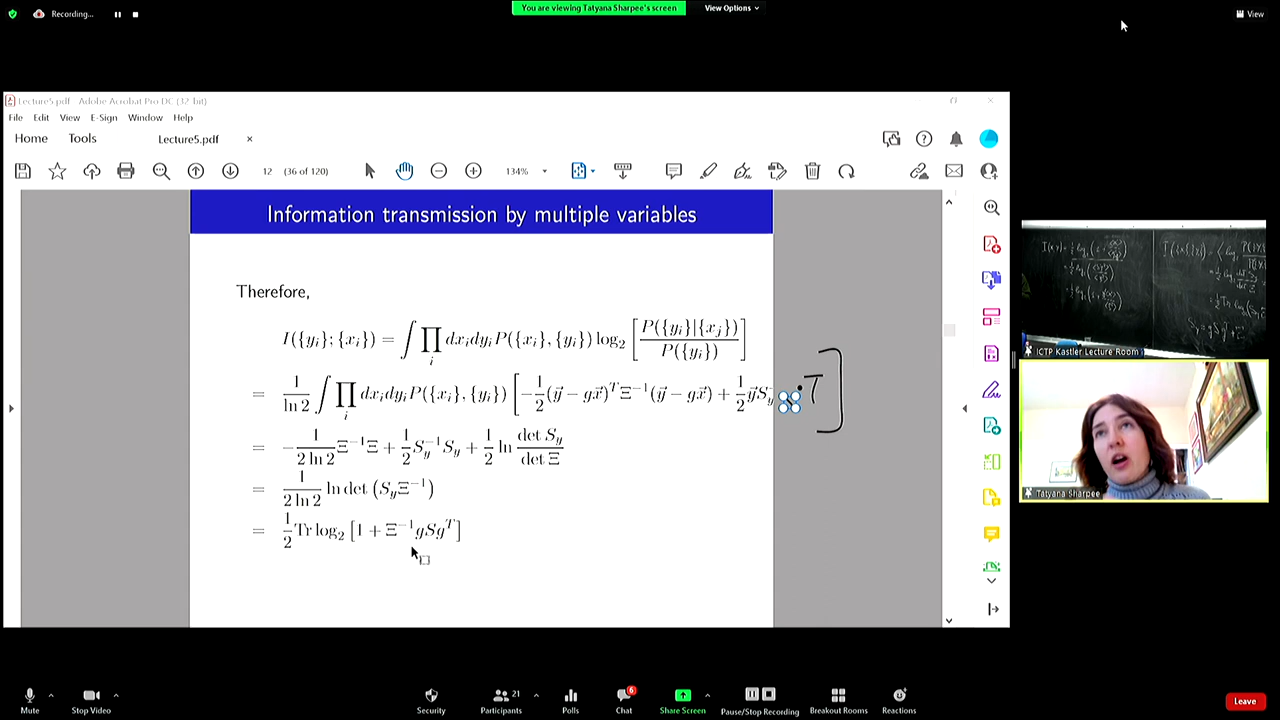 Recording...
You are viewing Tatyana Sharpee's screen
View Options
View
Lecture5.pdf - Adobe Acrobat Pro DC (32-bit)
File Edit View E-Sign Window Help
Home Tools Lecture5.pdf ×
12 (36 of 120) 134%
Information transmission by multiple variables
Therefore,
I({y_i}; {x_i}) = ∫ ∏_i dx_i dy_i P({x_i}, {y_i}) log_2 [ P({y_i}|{x_j}) / P({y_i}) ]
= 1/ln 2 ∫ ∏_i dx_i dy_i P({x_i}, {y_i}) [ −1/2 (y⃗ − gx⃗)^T Ξ^−1 (y⃗ − gx⃗) + 1/2 y⃗S_y T ]
= −1/(2 ln 2) Ξ^−1 Ξ + 1/2 S_y^−1 S_y + 1/2 ln det S_y / det Ξ
= 1/(2 ln 2) ln det (S_y Ξ^−1)
= 1/2 Tr log_2 [1 + Ξ^−1 gSg^T]
ICTP Kastler Lecture Room
Tatyana Sharpee
Mute
Stop Video
Security
Participants 21
Polls
Chat 6
Share Screen
Pause/Stop Recording
Breakout Rooms
Reactions
Leave